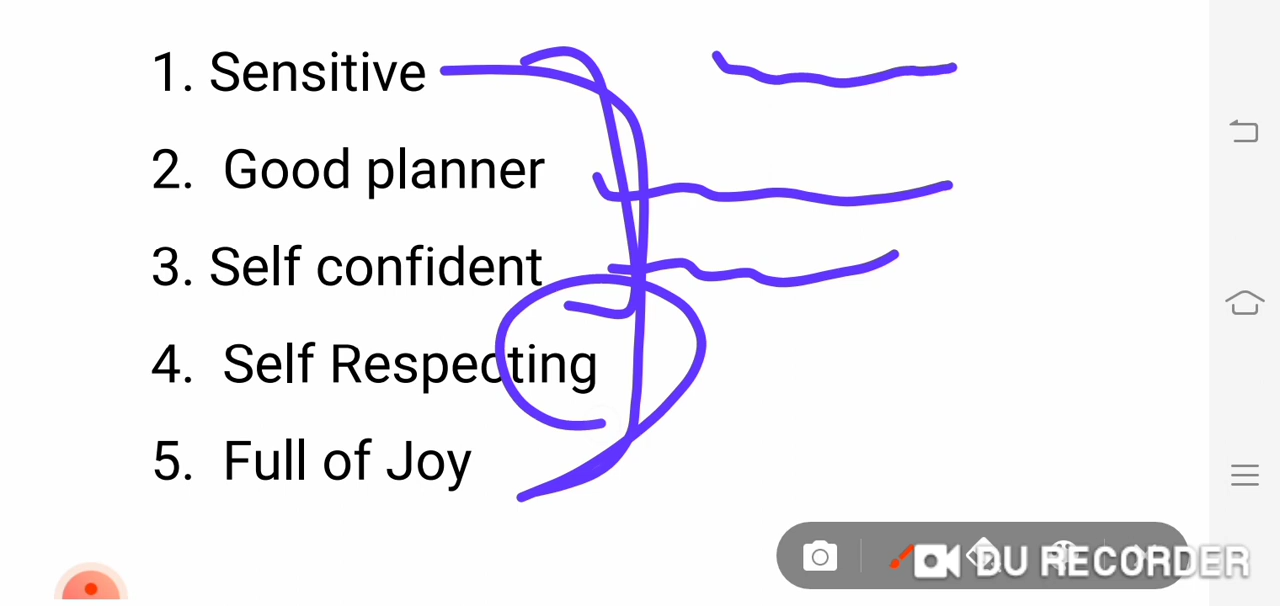 1. Sensitive
2. Good planner
3. Self confident
4. Self Respecting
5. Full of Joy
DU RECORDER